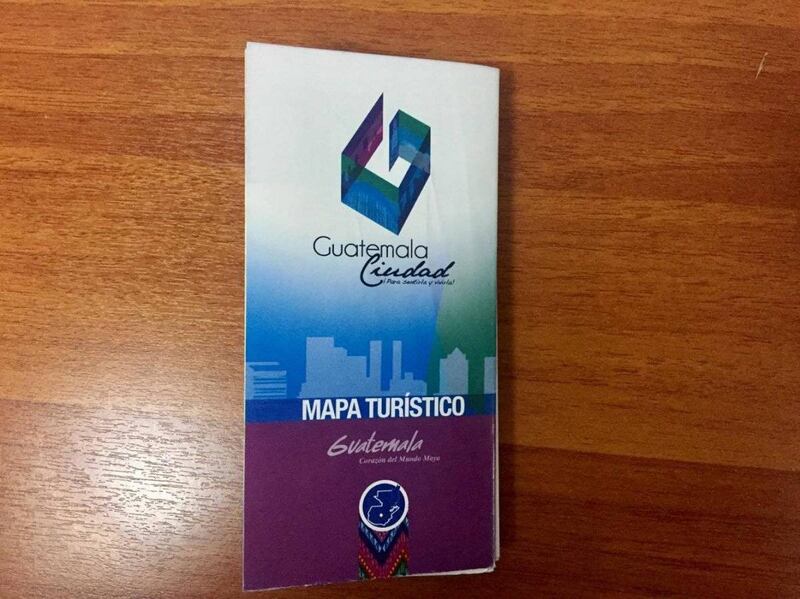 Guatemala
Ciudad
¡Para sentirla y vivirla!
MAPA TURÍSTICO
Guatemala
Corazón del Mundo Maya